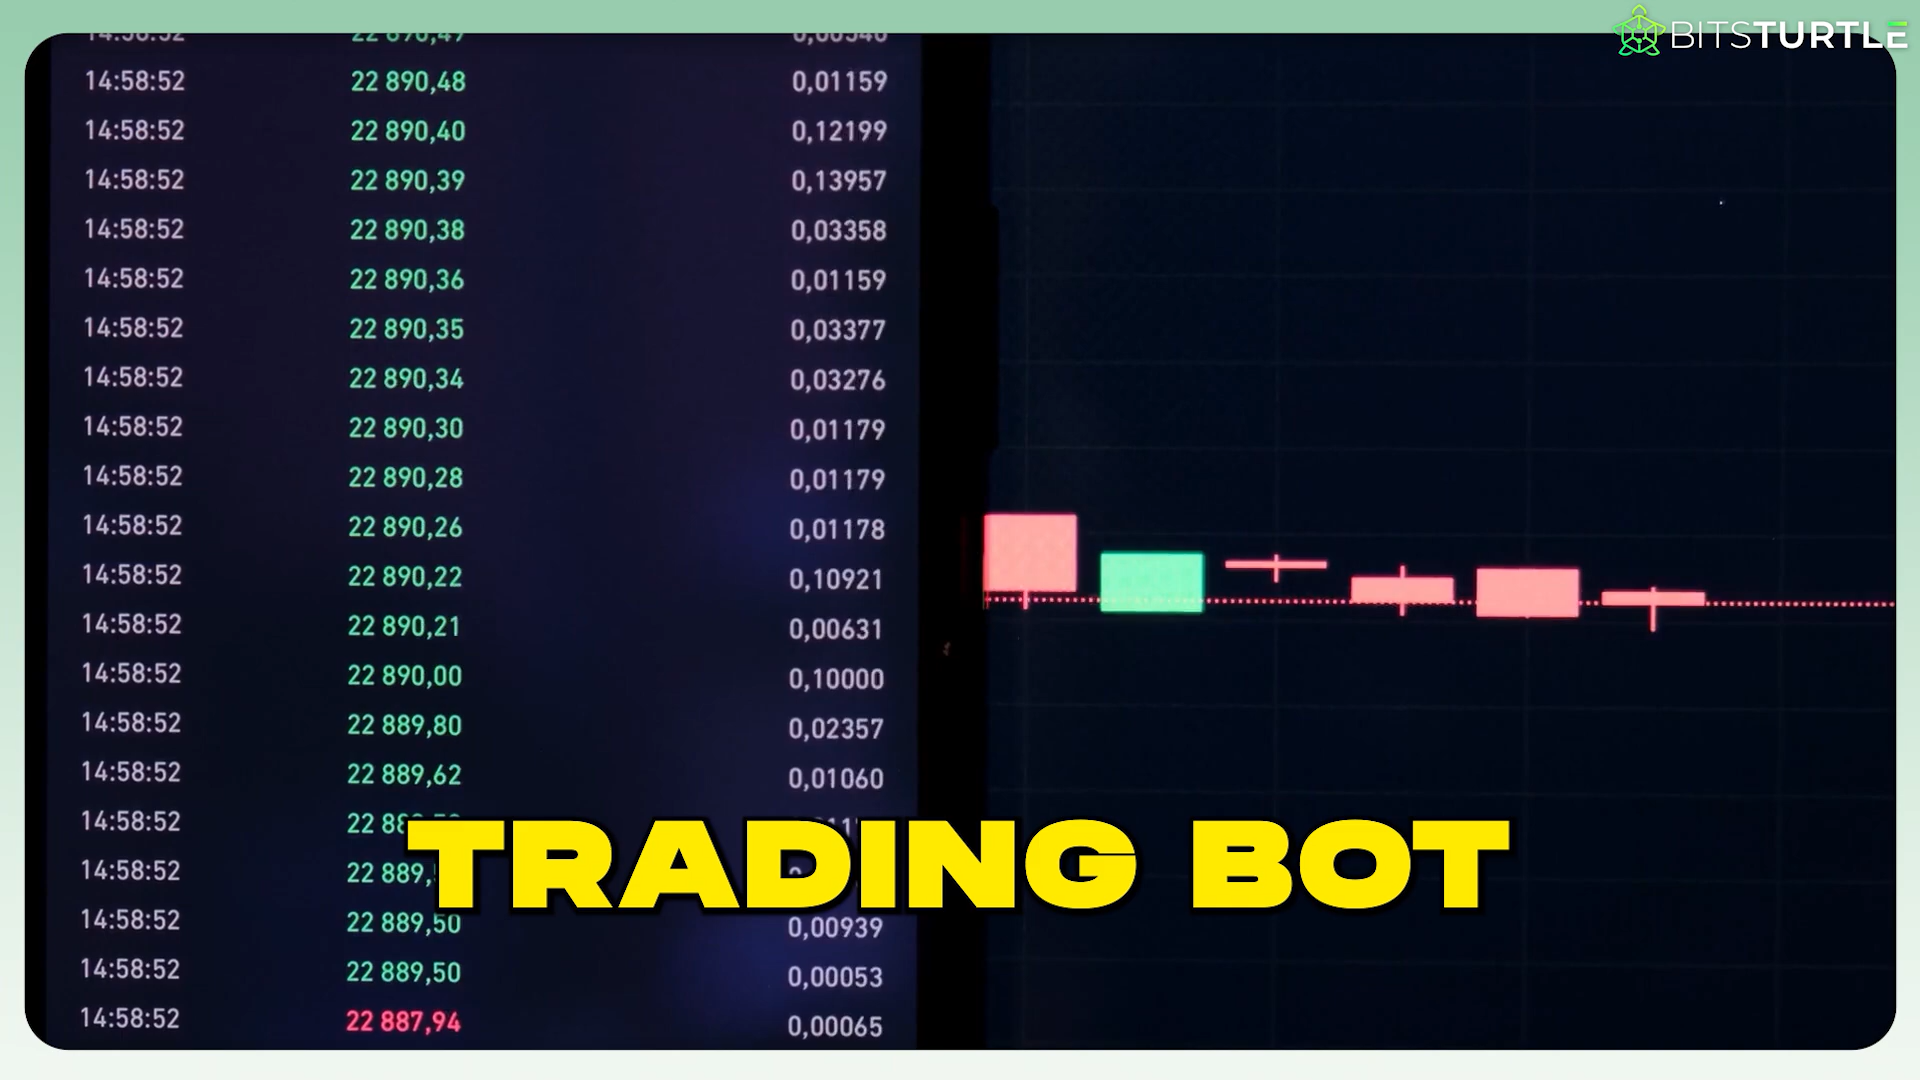 BITSTURTLE
14:58:52 22 890,48 0,01159
14:58:52 22 890,40 0,12199
14:58:52 22 890,39 0,13957
14:58:52 22 890,38 0,03358
14:58:52 22 890,36 0,01159
14:58:52 22 890,35 0,03377
14:58:52 22 890,34 0,03276
14:58:52 22 890,30 0,01179
14:58:52 22 890,28 0,01179
14:58:52 22 890,26 0,01178
14:58:52 22 890,22 0,10921
14:58:52 22 890,21 0,00631
14:58:52 22 890,00 0,10000
14:58:52 22 889,80 0,02357
14:58:52 22 889,62 0,01060
14:58:52
14:58:52
TRADING BOT
14:58:52 22 889,50 0,00939
14:58:52 22 889,50 0,00053
14:58:52 22 887,94 0,00065